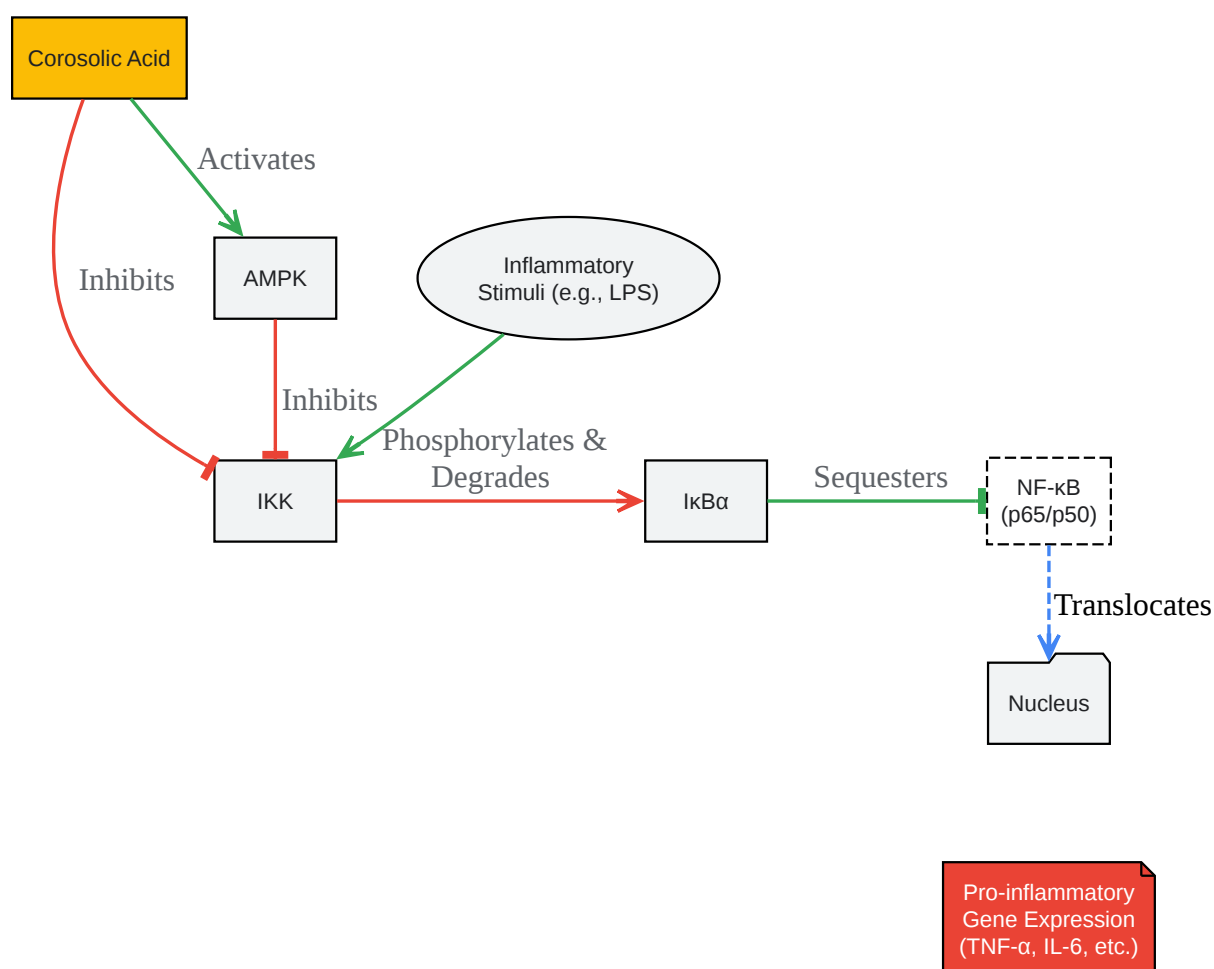 Corosolic Acid
Activates
Inhibits
AMPK
Inflammatory
Stimuli (e.g., LPS)
Inhibits
Phosphorylates &
Degrades
IKK
IκBα
Sequesters
NF-κB
(p65/p50)
Translocates
Nucleus
Pro-inflammatory
Gene Expression
(TNF-α, IL-6, etc.)